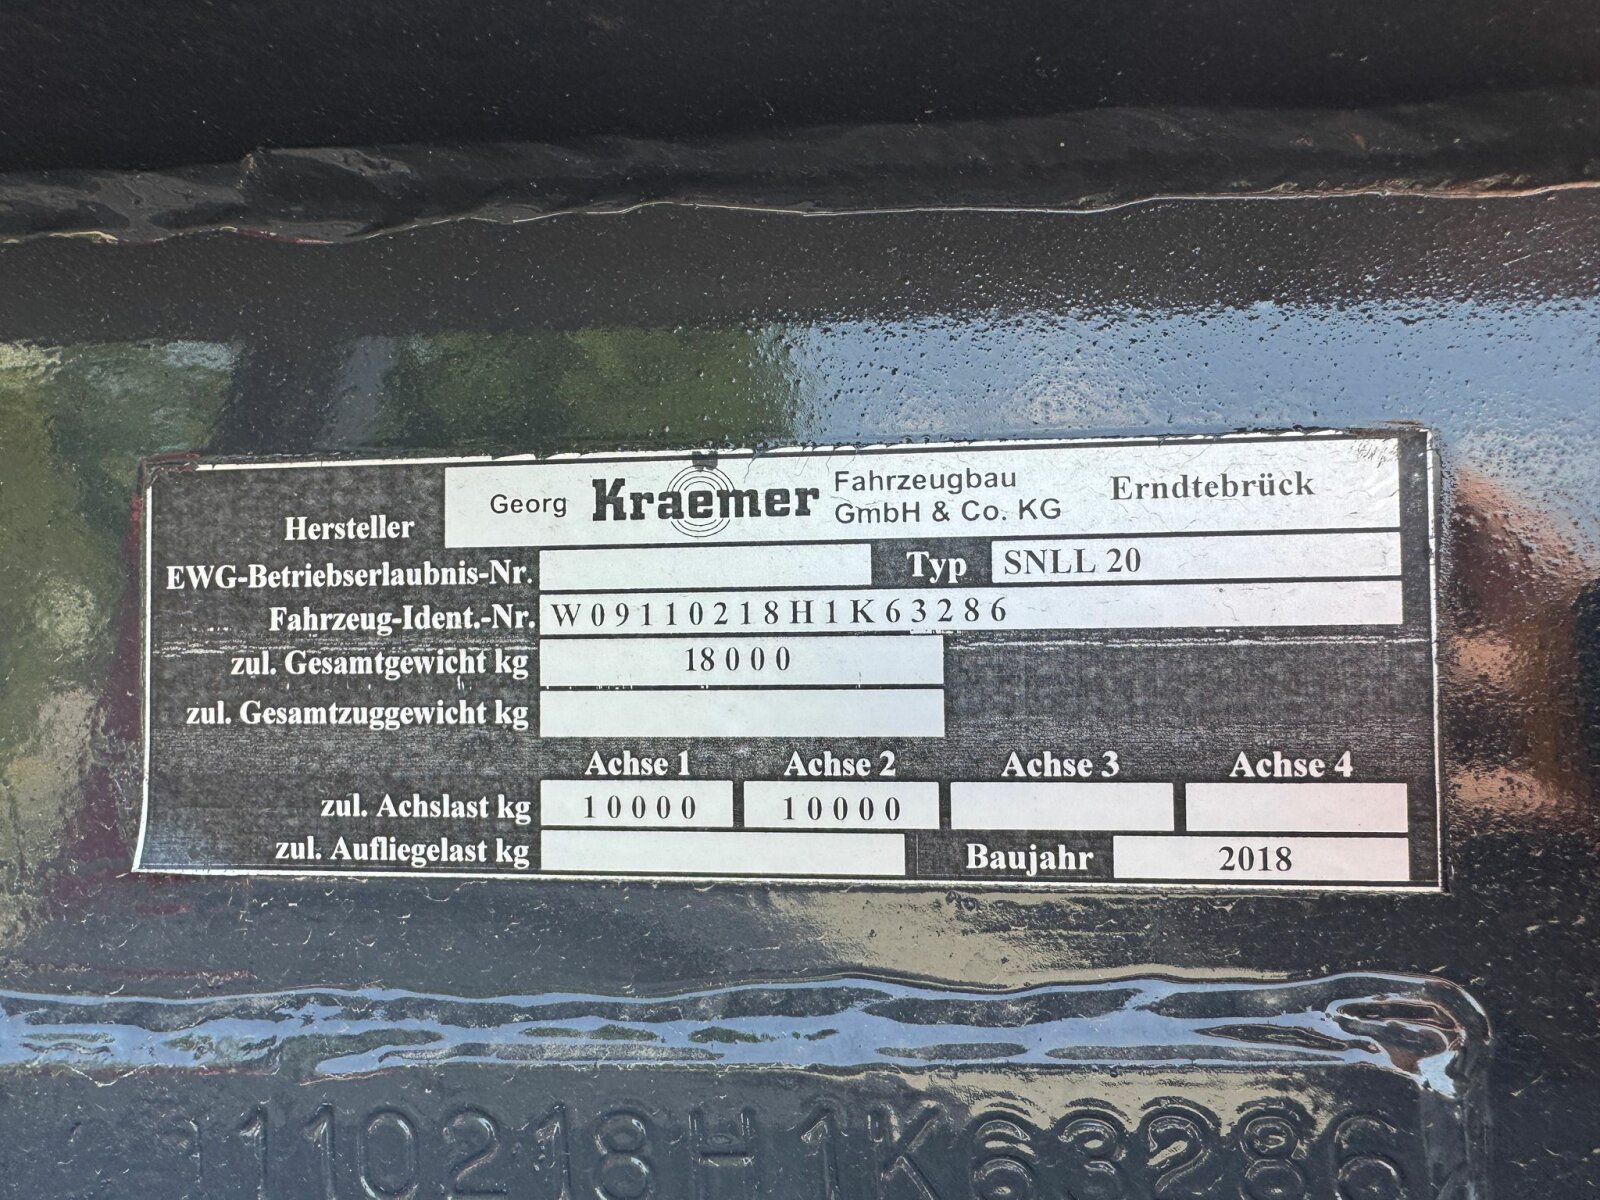 Hersteller Georg Kraemer Fahrzeugbau GmbH & Co. KG Erndtebrück
EWG-Betriebserlaubnis-Nr. Typ SNLL 20
Fahrzeug-Ident.-Nr. W09110218H1K63286
zul. Gesamtgewicht kg 18000
zul. Gesamtzuggewicht kg
Achse 1 Achse 2 Achse 3 Achse 4
zul. Achslast kg 10000 10000
zul. Aufliegelast kg Baujahr 2018
110218H1K63286